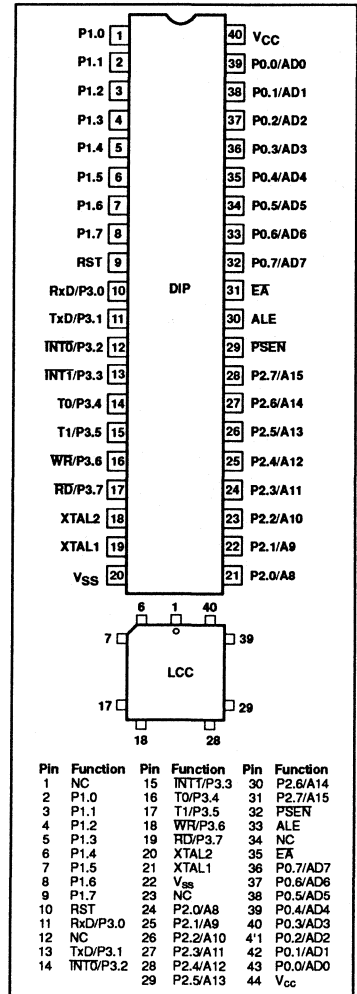 P1.0 1 40 VCC
P1.1 2 39 P0.0/AD0
P1.2 3 38 P0.1/AD1
P1.3 4 37 P0.2/AD2
P1.4 5 36 P0.3/AD3
P1.5 6 35 P0.4/AD4
P1.6 7 34 P0.5/AD5
P1.7 8 33 P0.6/AD6
RST 9 32 P0.7/AD7
DIP
RxD/P3.0 10 31 E̅A̅
TxD/P3.1 11 30 ALE
I̅N̅T̅0̅/P3.2 12 29 P̅S̅E̅N̅
I̅N̅T̅1̅/P3.3 13 28 P2.7/A15
T0/P3.4 14 27 P2.6/A14
T1/P3.5 15 26 P2.5/A13
W̅R̅/P3.6 16 25 P2.4/A12
R̅D̅/P3.7 17 24 P2.3/A11
XTAL2 18 23 P2.2/A10
XTAL1 19 22 P2.1/A9
VSS 20 21 P2.0/A8
6 1 40
7 39
LCC
17 29
18 28
Pin Function Pin Function Pin Function
1 NC 15 I̅N̅T̅1̅/P3.3 30 P2.6/A14
2 P1.0 16 T0/P3.4 31 P2.7/A15
3 P1.1 17 T1/P3.5 32 P̅S̅E̅N̅
4 P1.2 18 W̅R̅/P3.6 33 ALE
5 P1.3 19 R̅D̅/P3.7 34 NC
6 P1.4 20 XTAL2 35 E̅A̅
7 P1.5 21 XTAL1 36 P0.7/AD7
8 P1.6 22 VSS 37 P0.6/AD6
9 P1.7 23 NC 38 P0.5/AD5
10 RST 24 P2.0/A8 39 P0.4/AD4
11 RxD/P3.0 25 P2.1/A9 40 P0.3/AD3
12 NC 26 P2.2/A10 4'1 P0.2/AD2
13 TxD/P3.1 27 P2.3/A11 42 P0.1/AD1
14 I̅N̅T̅0̅/P3.2 28 P2.4/A12 43 P0.0/AD0
29 P2.5/A13 44 VCC